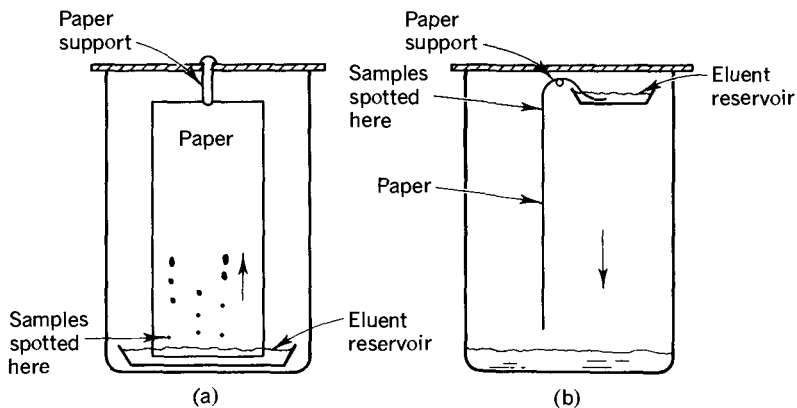 Paper
support
Paper
Samples
spotted
here
Eluent
reservoir
(a)
Paper
support
Samples
spotted
here
Eluent
reservoir
Paper
(b)